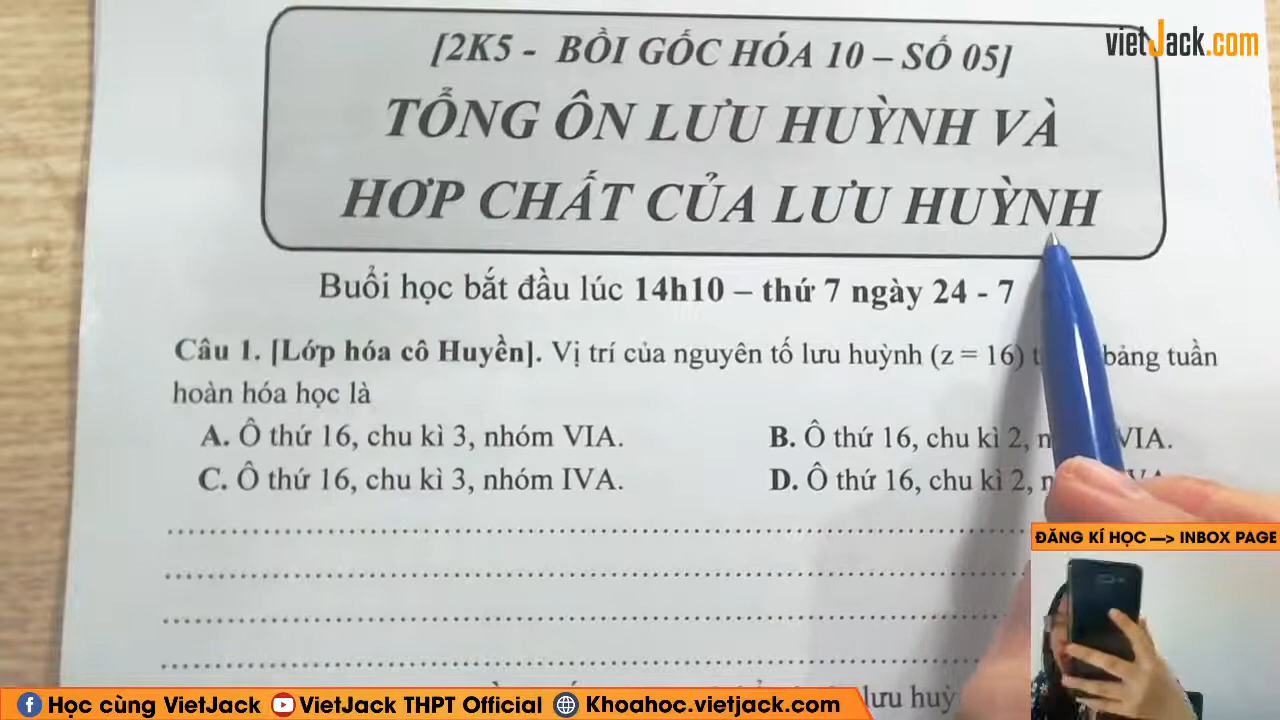 vietJack.com
[2K5 - BỒI GỐC HÓA 10 – SỐ 05]
TỔNG ÔN LƯU HUỲNH VÀ
HƠP CHẤT CỦA LƯU HUỲNH
Buổi học bắt đầu lúc 14h10 – thứ 7 ngày 24 - 7
Câu 1. [Lớp hóa cô Huyền]. Vị trí của nguyên tố lưu huỳnh (z = 16) bảng tuần
hoàn hóa học là
A. Ô thứ 16, chu kì 3, nhóm VIA. B. Ô thứ 16, chu kì 2, VIA.
C. Ô thứ 16, chu kì 3, nhóm IVA. D. Ô thứ 16, chu kì 2,
ĐĂNG KÍ HỌC —> INBOX PAGE
lưu
Học cùng VietJack VietJack THPT Official Khoahoc.vietjack.com